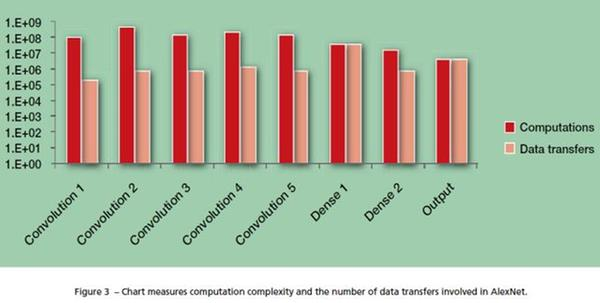 1.E+09
1.E+08
1.E+07
1.E+06
1.E+05
1.E+04
1.E+03
1.E+02
1.E+01
1.E+00
Convolution 1
Convolution 2
Convolution 3
Convolution 4
Convolution 5
Dense 1
Dense 2
Output
Computations
Data transfers
Figure 3 – Chart measures computation complexity and the number of data transfers involved in AlexNet.